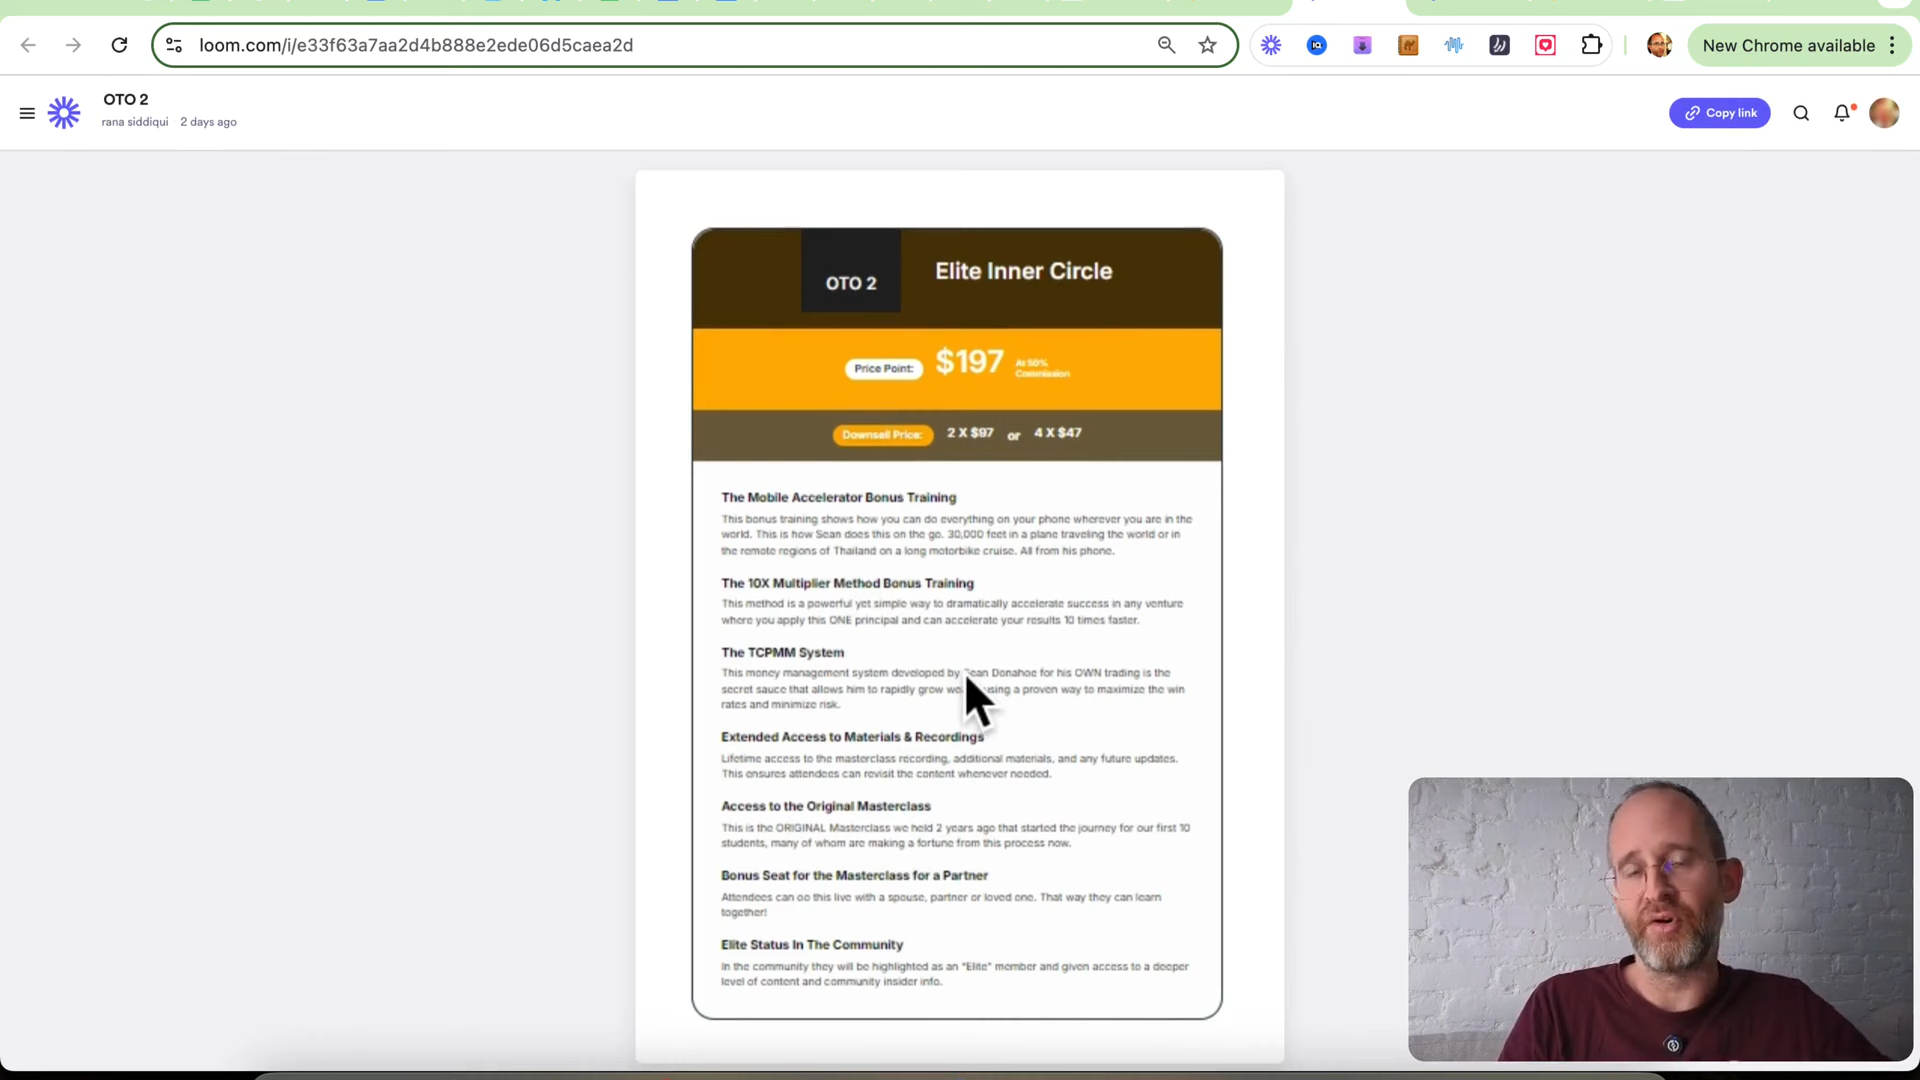 loom.com/i/e33f63a7aa2d4b888e2ede06d5caea2d
New Chrome available
OTO 2
rana siddiqui 2 days ago
Copy link
OTO 2
Elite Inner Circle
Price Point:
$197
At 50%
Commission
Downsell Price:
2 X $97 or 4 X $47
The Mobile Accelerator Bonus Training
This bonus training shows how you can do everything on your phone wherever you are in the
world. This is how Sean does this on the go. 30,000 feet in a plane traveling the world or in
the remote regions of Thailand on a long motorbike cruise. All from his phone.
The 10X Multiplier Method Bonus Training
This method is a powerful yet simple way to dramatically accelerate success in any venture
where you apply this ONE principal and can accelerate your results 10 times faster.
The TCPMM System
This money management system developed by Sean Donahoe for his OWN trading is the
secret sauce that allows him to rapidly grow using a proven way to maximize the win
rates and minimize risk.
Extended Access to Materials & Recordings
Lifetime access to the masterclass recording, additional materials, and any future updates.
This ensures attendees can revisit the content whenever needed.
Access to the Original Masterclass
This is the ORIGINAL Masterclass we held 2 years ago that started the journey for our first 10
students, many of whom are making a fortune from this process now.
Bonus Seat for the Masterclass for a Partner
Attendees can do this live with a spouse, partner or loved one. That way they can learn
together!
Elite Status In The Community
In the community they will be highlighted as an "Elite" member and given access to a deeper
level of content and community insider info.